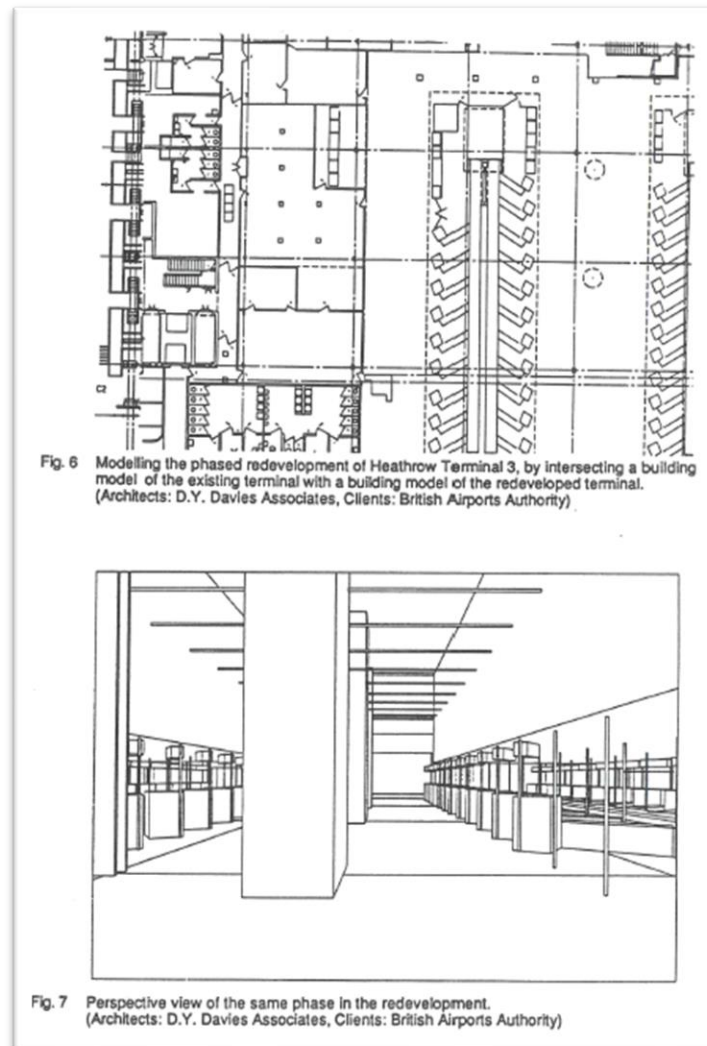 C2
Fig. 6 Modelling the phased redevelopment of Heathrow Terminal 3, by intersecting a building
model of the existing terminal with a building model of the redeveloped terminal.
(Architects: D.Y. Davies Associates, Clients: British Airports Authority)
Fig. 7 Perspective view of the same phase in the redevelopment.
(Architects: D.Y. Davies Associates, Clients: British Airports Authority)